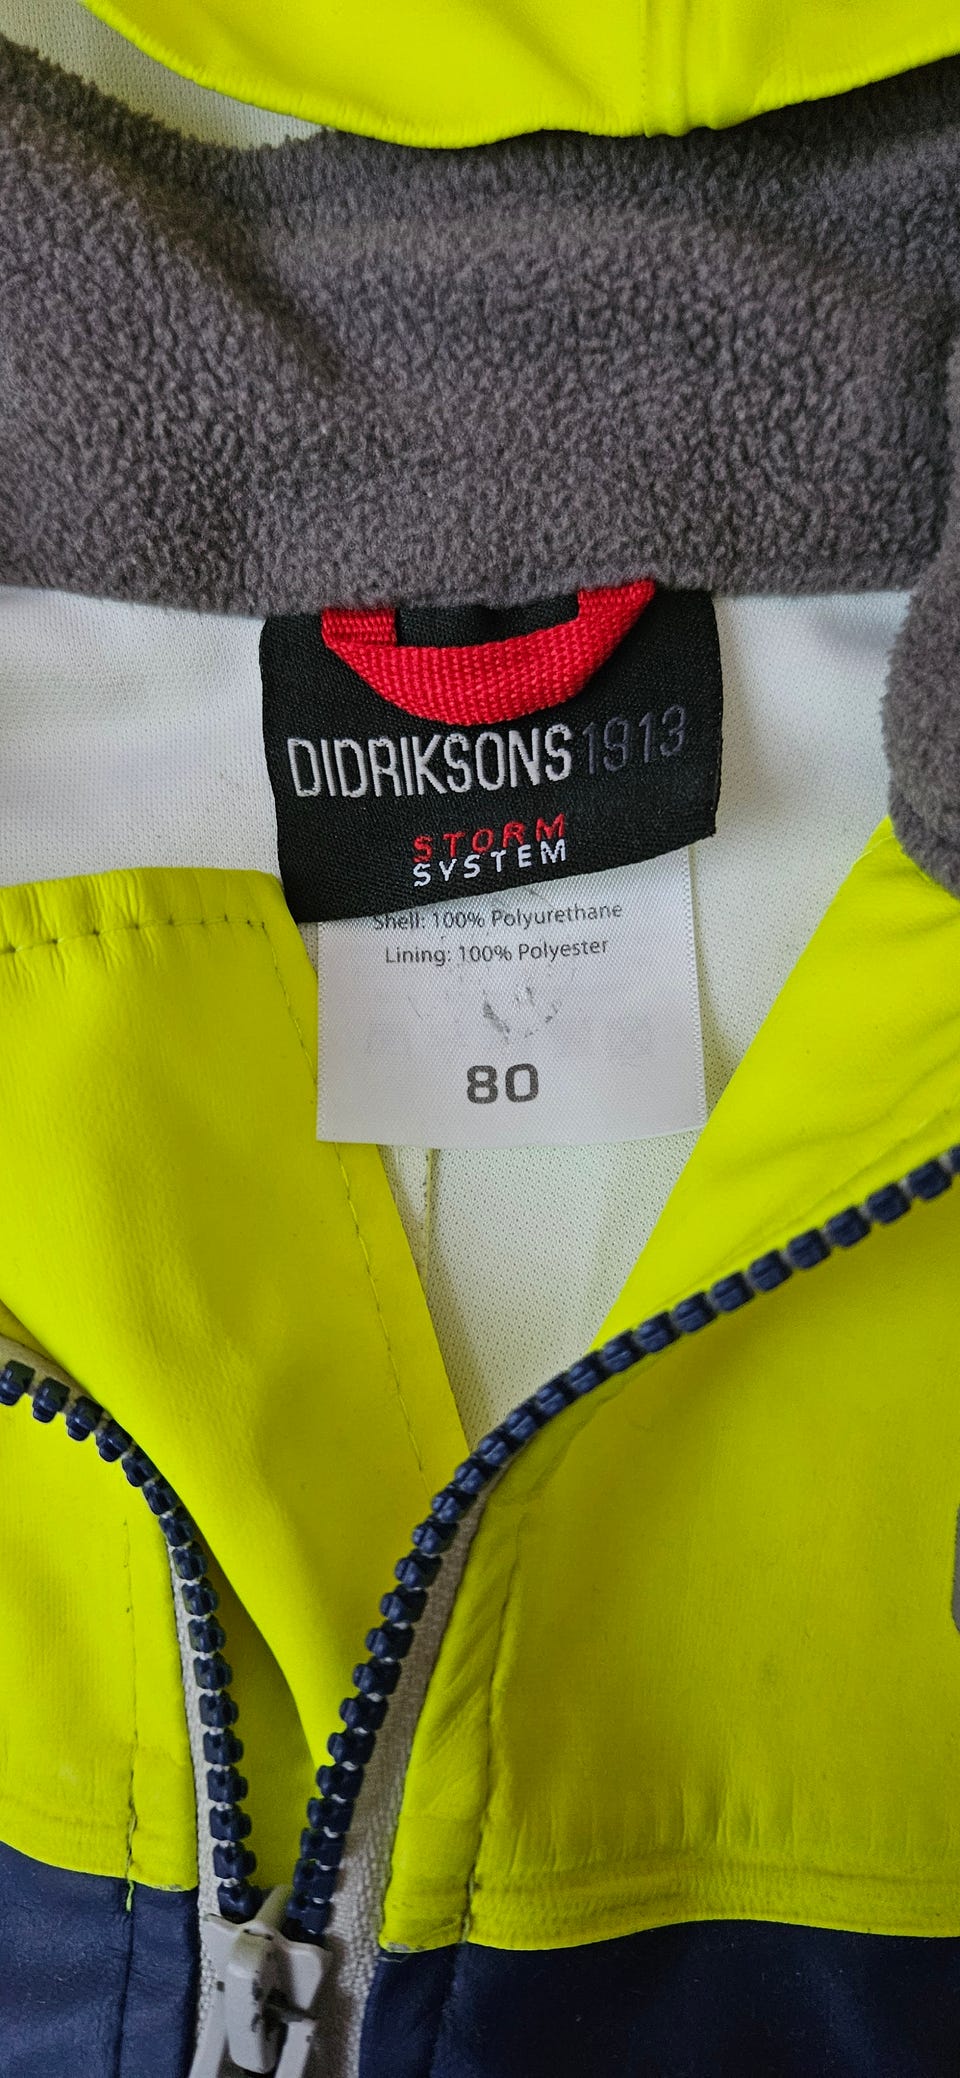 DIDRIKSONS 1913
STORM
SYSTEM
Shell: 100% Polyurethane
Lining: 100% Polyester
80